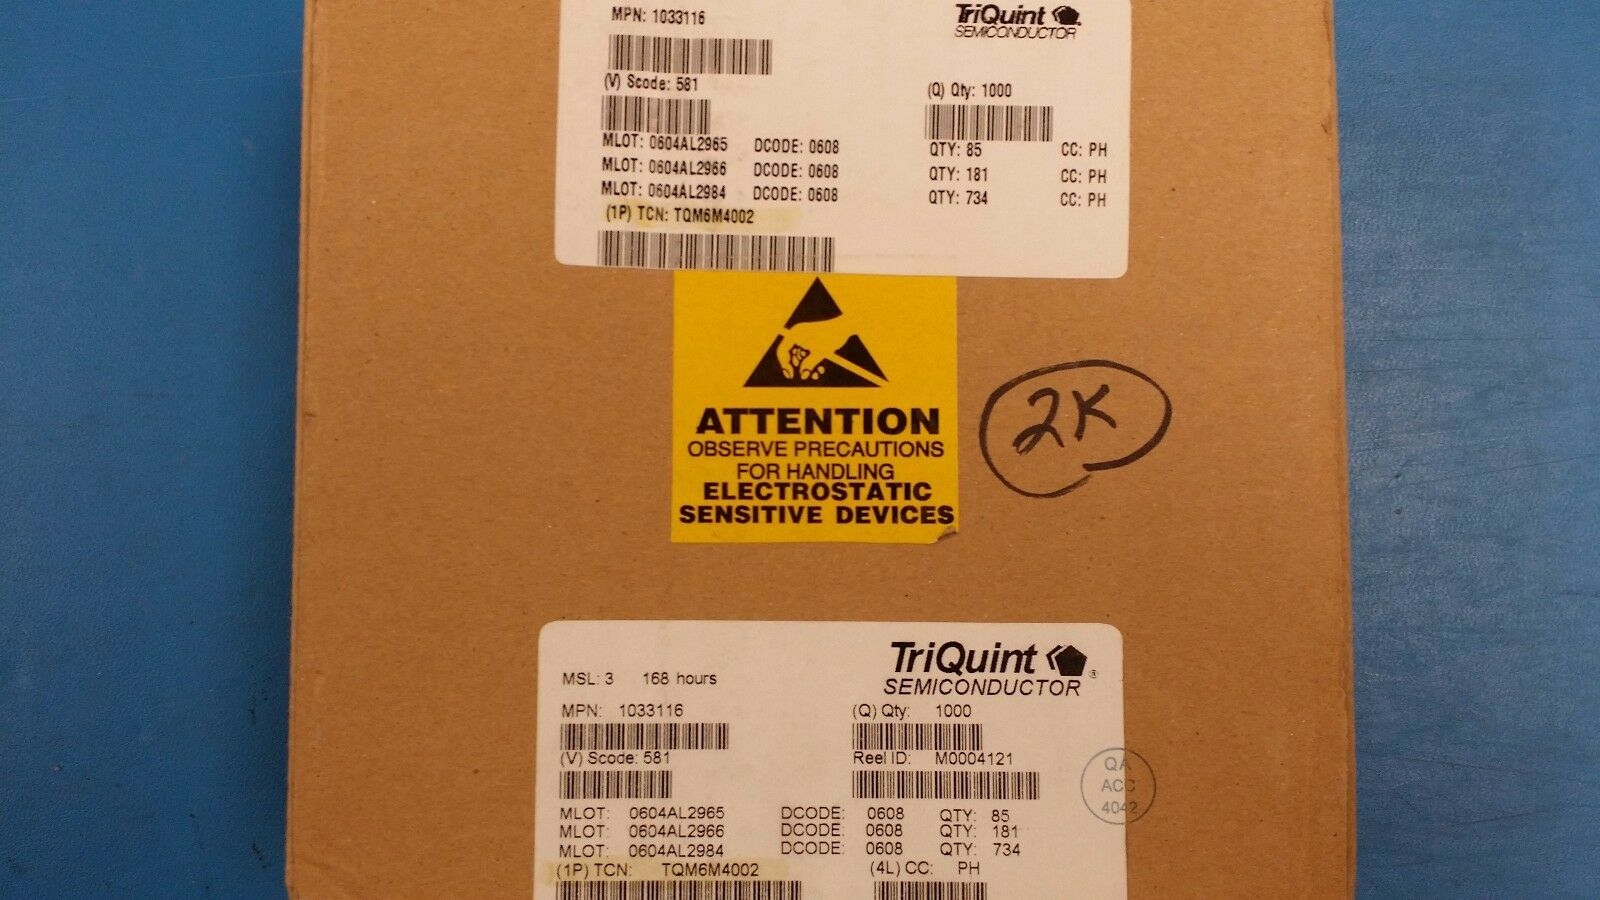 MPN: 1033116
TriQuint
SEMICONDUCTOR
(V) Scode: 581
(Q) Qty: 1000
MLOT: 0604AL2965 DCODE: 0608 QTY: 85 CC: PH
MLOT: 0604AL2966 DCODE: 0608 QTY: 181 CC: PH
MLOT: 0604AL2984 DCODE: 0608 QTY: 734 CC: PH
(1P) TCN: TQM6M4002
ATTENTION
OBSERVE PRECAUTIONS
FOR HANDLING
ELECTROSTATIC
SENSITIVE DEVICES
2K
TriQuint ®
SEMICONDUCTOR
MSL: 3 168 hours
MPN: 1033116 (Q) Qty: 1000
(V) Scode: 581 Reel ID: M0004121
QA
ACC
4042
MLOT: 0604AL2965 DCODE: 0608 QTY: 85
MLOT: 0604AL2966 DCODE: 0608 QTY: 181
MLOT: 0604AL2984 DCODE: 0608 QTY: 734
(1P) TCN: TQM6M4002 (4L) CC: PH